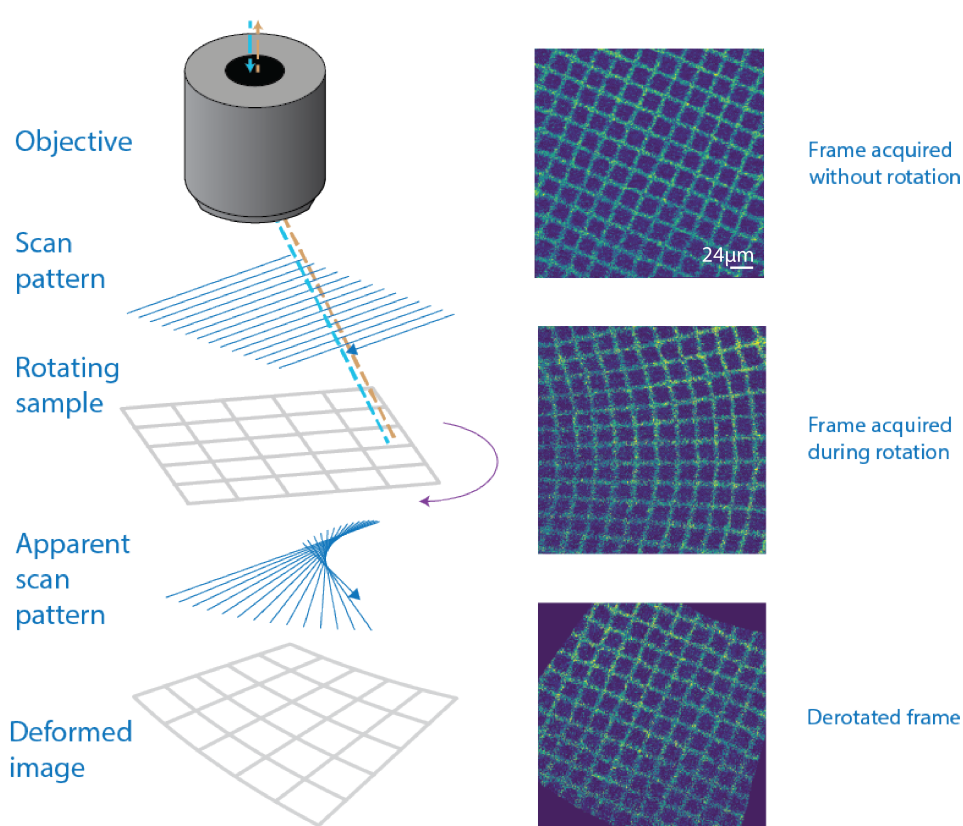 Objective
Scan
pattern
Rotating
sample
Apparent
scan
pattern
Deformed
image
Frame acquired
without rotation
24μm
Frame acquired
during rotation
Derotated frame